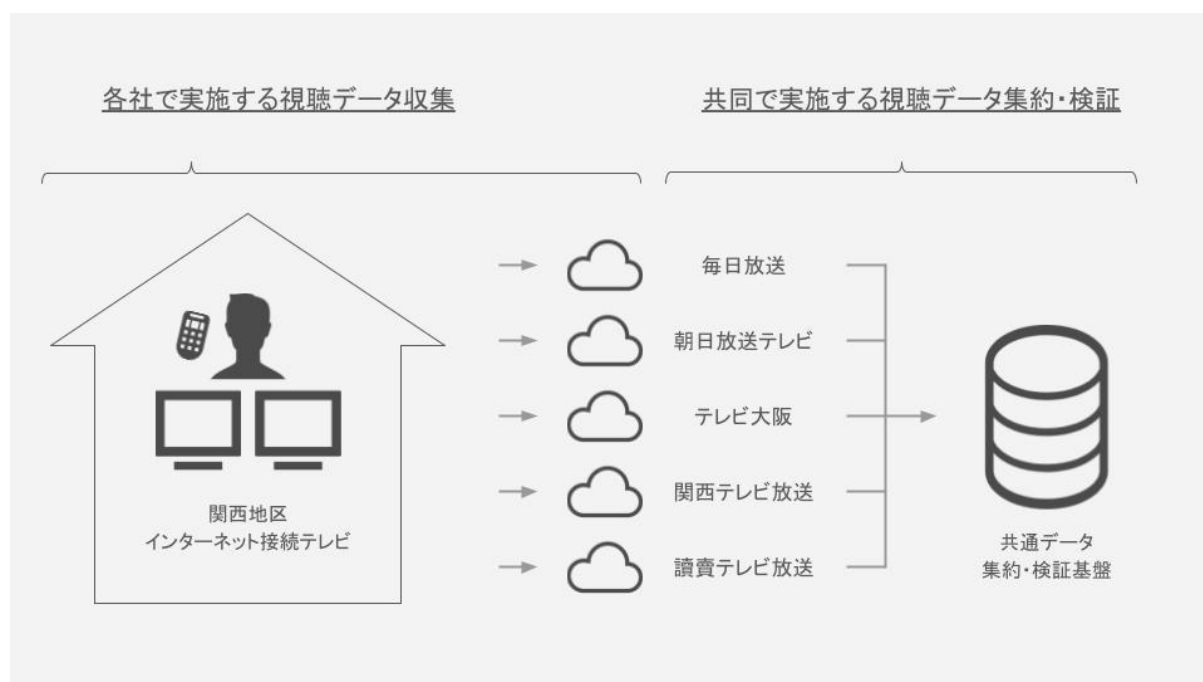 各社で実施する視聴データ収集
共同で実施する視聴データ集約・検証
毎日放送
朝日放送テレビ
テレビ大阪
関西テレビ放送
讀賣テレビ放送
関西地区
インターネット接続テレビ
共通データ
集約・検証基盤